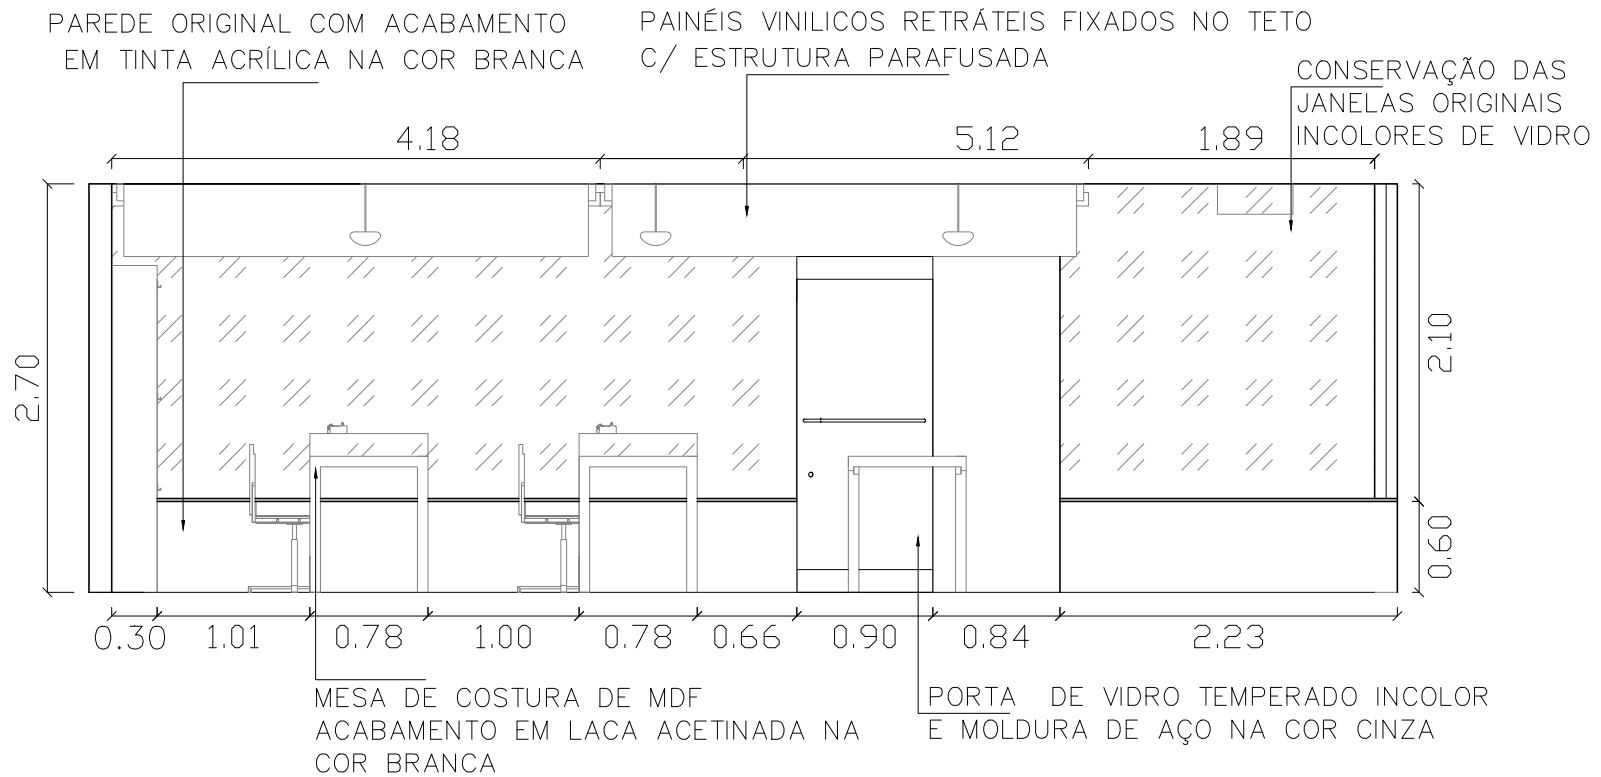 PAREDE ORIGINAL COM ACABAMENTO
EM TINTA ACRÍLICA NA COR BRANCA
PAINÉIS VINILICOS RETRÁTEIS FIXADOS NO TETO
C/ ESTRUTURA PARAFUSADA
CONSERVAÇÃO DAS
JANELAS ORIGINAIS
INCOLORES DE VIDRO
4.18
5.12
1.89
2.70
2.10
0.60
0.30
1.01
0.78
1.00
0.78
0.66
0.90
0.84
2.23
MESA DE COSTURA DE MDF
ACABAMENTO EM LACA ACETINADA NA
COR BRANCA
PORTA DE VIDRO TEMPERADO INCOLOR
E MOLDURA DE AÇO NA COR CINZA